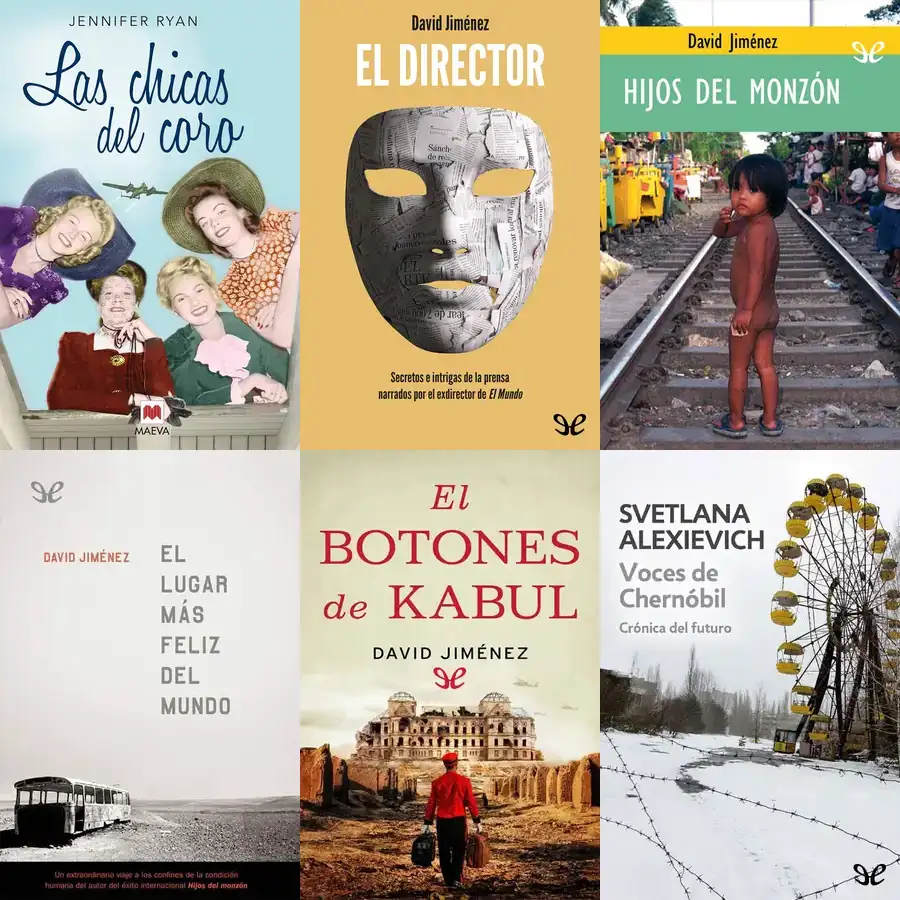 JENNIFER RYAN
Las chicas
del coro
MAEVA
David Jiménez
EL DIRECTOR
Secretos e intrigas de la prensa
narrados por el exdirector de El Mundo
David Jiménez
HIJOS DEL MONZÓN
DAVID JIMÉNEZ
EL
LUGAR
MÁS
FELIZ
DEL
MUNDO
Un extraordinario viaje a los confines de la condición
humana del autor del éxito internacional Hijos del monzón
El
BOTONES
de KABUL
DAVID JIMÉNEZ
SVETLANA
ALEXIEVICH
Voces de
Chernóbil
Crónica del futuro